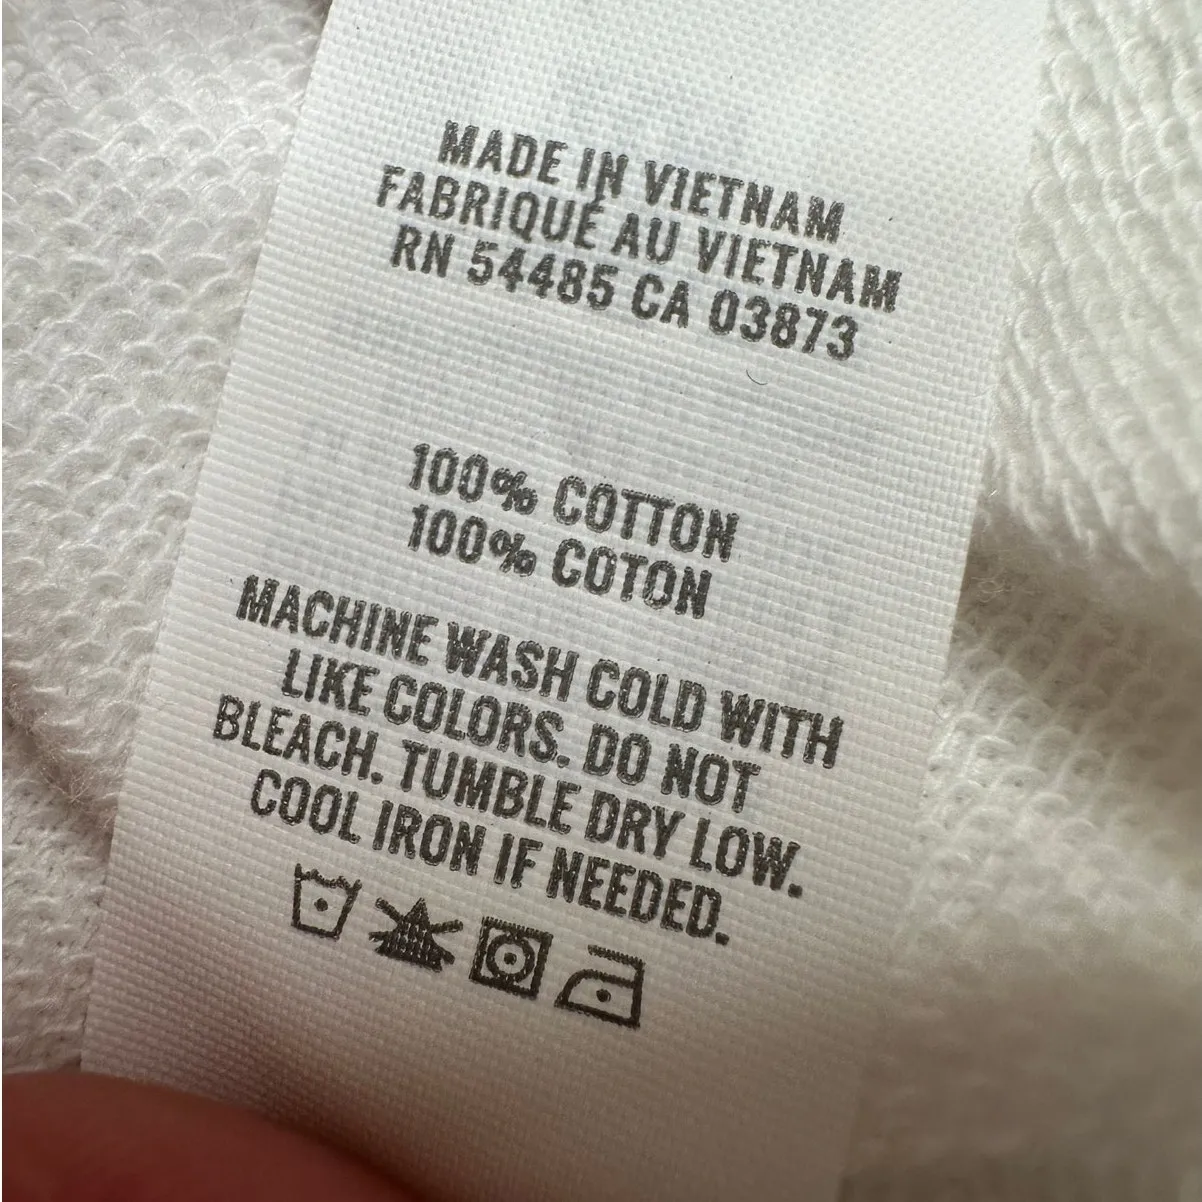 MADE IN VIETNAM
FABRIQUÉ AU VIETNAM
RN 54485 CA 03873
100% COTTON
100% COTON
MACHINE WASH COLD WITH
LIKE COLORS. DO NOT
BLEACH. TUMBLE DRY LOW.
COOL IRON IF NEEDED.